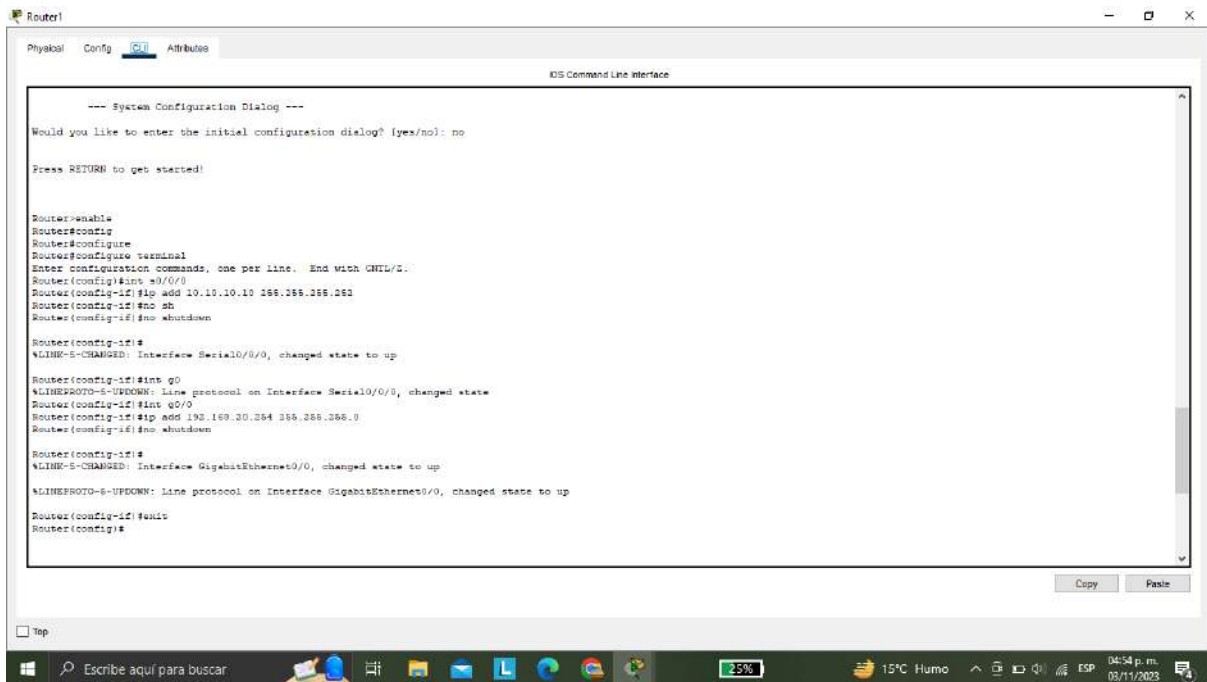 Router1
Physical Config CLI Attributes
IOS Command Line Interface
--- System Configuration Dialog ---
Would you like to enter the initial configuration dialog? [yes/no]: no
Press RETURN to get started!
Router>enable
Router#config
Router#configure
Router#configure terminal
Enter configuration commands, one per line. End with CNTL/Z.
Router(config)#int s0/0/0
Router(config-if)#ip add 10.10.10.10 255.255.255.252
Router(config-if)#no sh
Router(config-if)#no shutdown
Router(config-if)#
%LINK-5-CHANGED: Interface Serial0/0/0, changed state to up
Router(config-if)#int g0
%LINEPROTO-5-UPDOWN: Line protocol on Interface Serial0/0/0, changed state
Router(config-if)#int g0/0
Router(config-if)#ip add 192.168.20.254 255.255.255.0
Router(config-if)#no shutdown
Router(config-if)#
%LINK-5-CHANGED: Interface GigabitEthernet0/0, changed state to up
%LINEPROTO-5-UPDOWN: Line protocol on Interface GigabitEthernet0/0, changed state to up
Router(config-if)#exit
Router(config)#
Copy Paste
Top
Escribe aquí para buscar L 25% 15°C Humo ESP 04:54 p. m.
03/11/2023 4